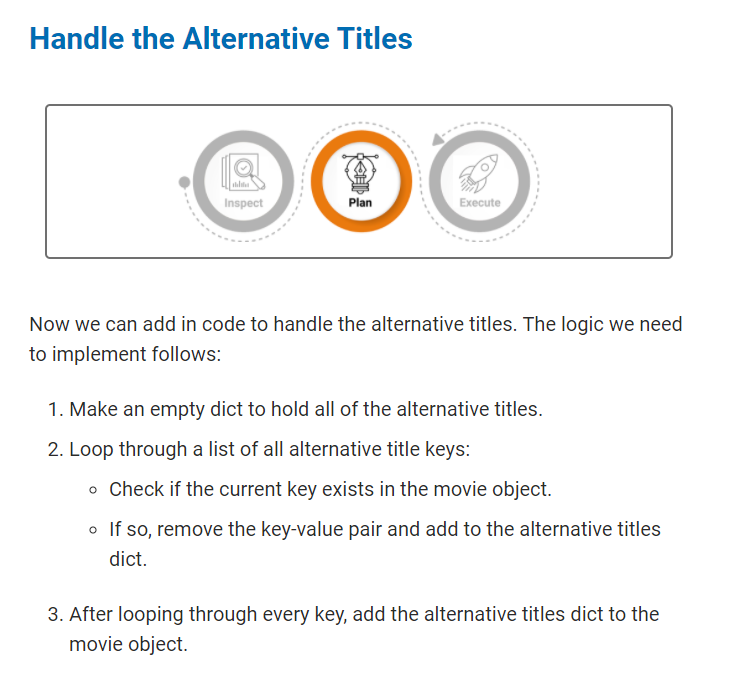 Handle the Alternative Titles
Inspect
Plan
Execute
Now we can add in code to handle the alternative titles. The logic we need
to implement follows:
1. Make an empty dict to hold all of the alternative titles.
2. Loop through a list of all alternative title keys:
○ Check if the current key exists in the movie object.
○ If so, remove the key-value pair and add to the alternative titles
dict.
3. After looping through every key, add the alternative titles dict to the
movie object.